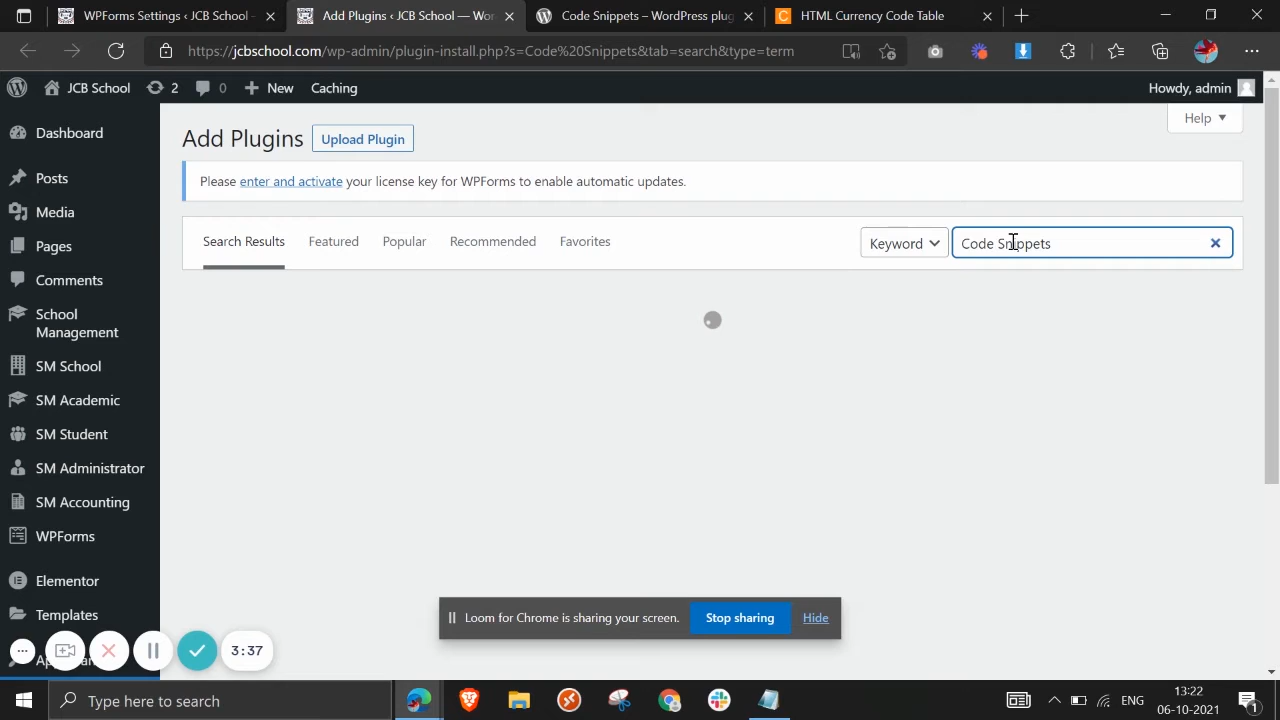 WPForms Settings ‹ JCB School -
Add Plugins ‹ JCB School — Wor
Code Snippets – WordPress plug
HTML Currency Code Table
https://jcbschool.com/wp-admin/plugin-install.php?s=Code%20Snippets&tab=search&type=term
JCB School
2
0
New
Caching
Howdy, admin
Help
Add Plugins
Upload Plugin
Please enter and activate your license key for WPForms to enable automatic updates.
Search Results
Featured
Popular
Recommended
Favorites
Keyword
Code Snippets
Dashboard
Posts
Media
Pages
Comments
School
Management
SM School
SM Academic
SM Student
SM Administrator
SM Accounting
WPForms
Elementor
Templates
Loom for Chrome is sharing your screen.
Stop sharing
Hide
3:37
Type here to search
ENG
13:22
06-10-2021
1